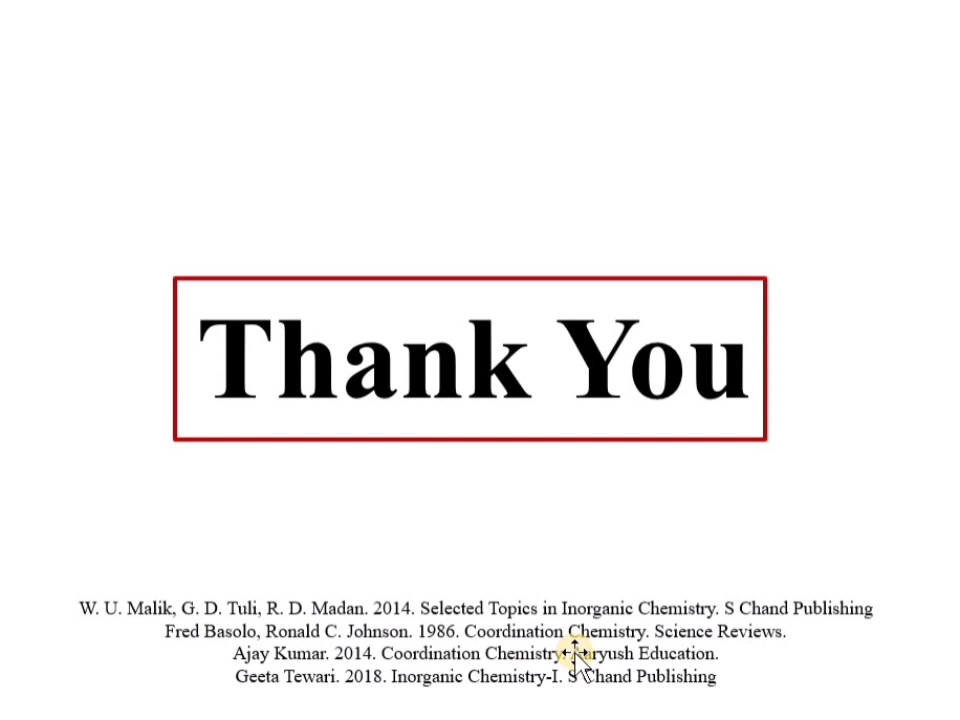 Thank You
W. U. Malik, G. D. Tuli, R. D. Madan. 2014. Selected Topics in Inorganic Chemistry. S Chand Publishing
Fred Basolo, Ronald C. Johnson. 1986. Coordination Chemistry. Science Reviews.
Ajay Kumar. 2014. Coordination Chemistry. Education.
Geeta Tewari. 2018. Inorganic Chemistry-I. S Chand Publishing